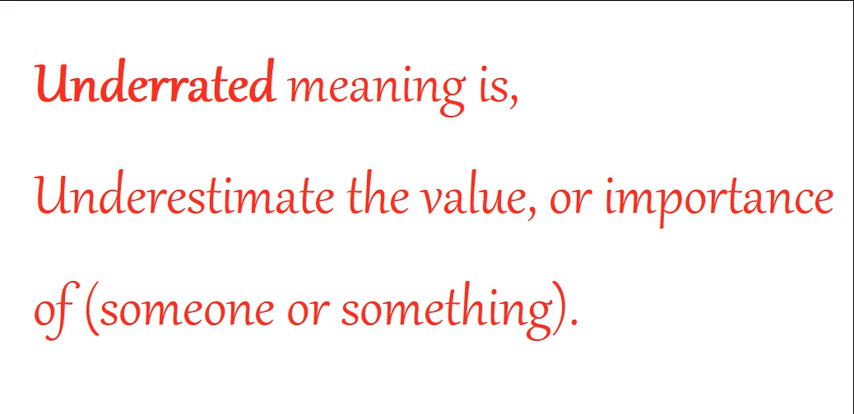 Underrated meaning is,
Underestimate the value, or importance
of (someone or something).